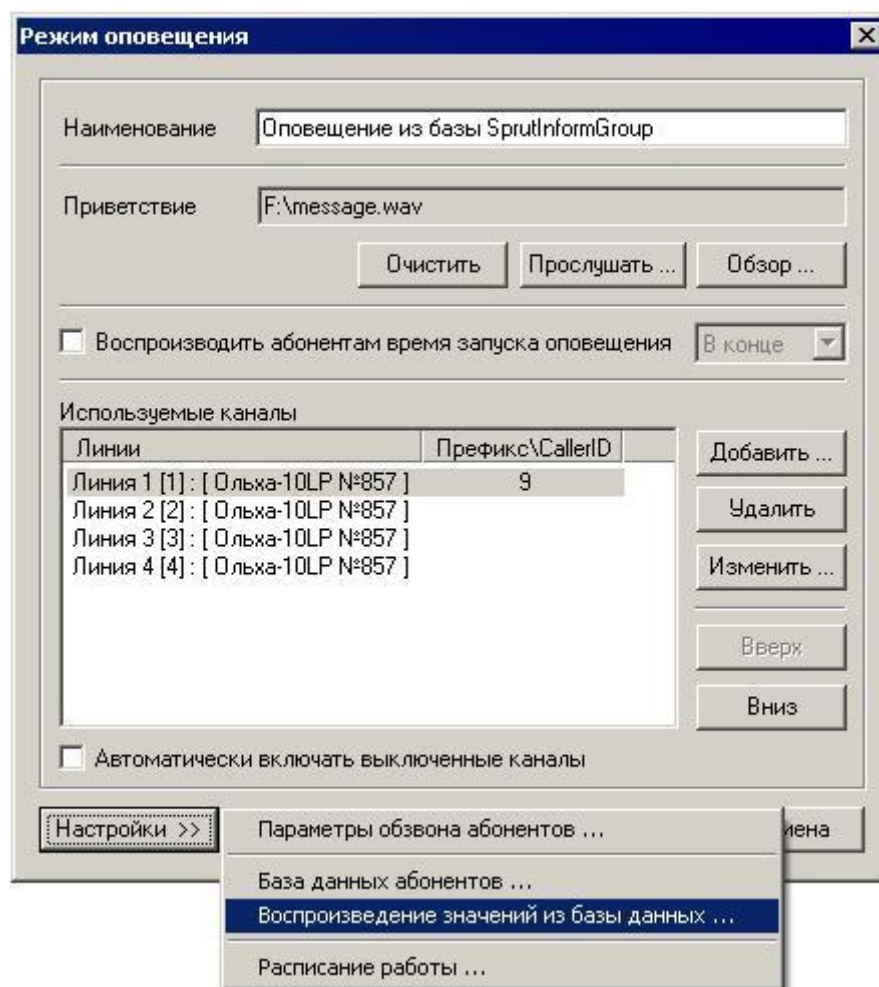 Режим оповещения
Наименование Оповещение из базы SprutInformGroup
Приветствие F:\message.wav
Очистить Прослушать ... Обзор ...
Воспроизводить абонентам время запуска оповещения В конце
Используемые каналы
Линии Префикс\CallerID
Добавить ...
Линия 1 [1] : [ Ольха-10LP №857 ] 9
Линия 2 [2] : [ Ольха-10LP №857 ]
Линия 3 [3] : [ Ольха-10LP №857 ]
Линия 4 [4] : [ Ольха-10LP №857 ]
Удалить
Изменить ...
Вверх
Вниз
Автоматически включать выключенные каналы
Настройки >>
Параметры обзвона абонентов ...
База данных абонентов ...
Воспроизведение значений из базы данных ...
Расписание работы ...